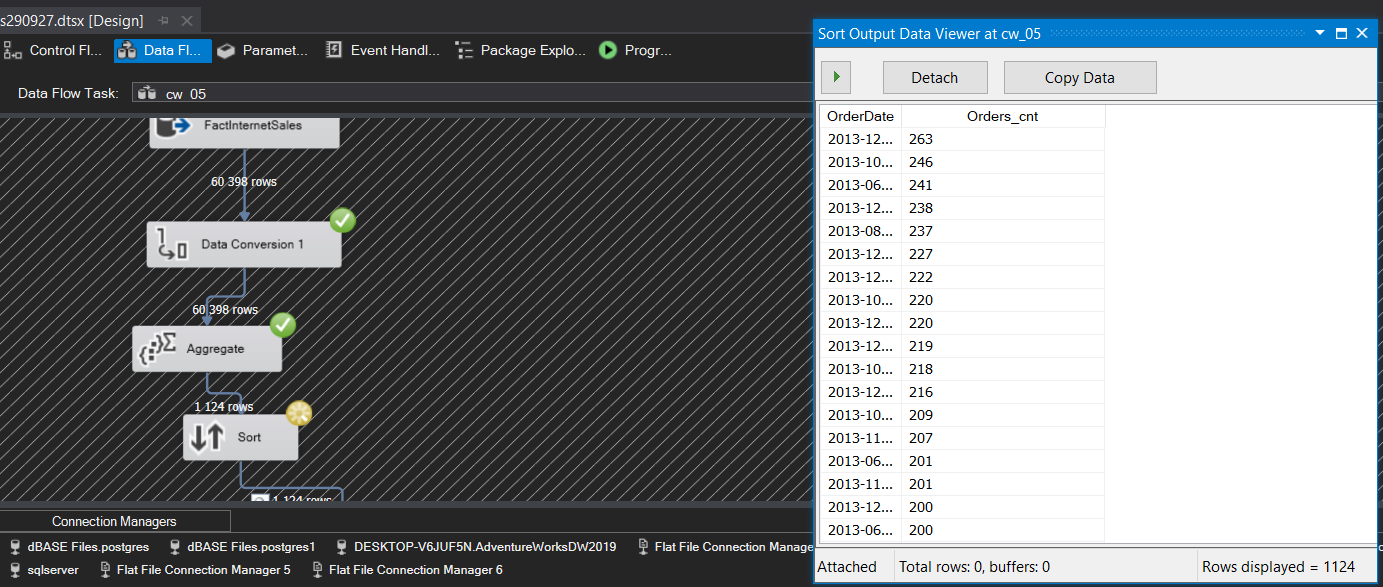 s290927.dtsx [Design]
Control Fl... Data Fl... Paramet... Event Handl... Package Explo... Progr...
Data Flow Task: cw_05
FactInternetSales
60 398 rows
Data Conversion 1
60 398 rows
Aggregate
1 124 rows
Sort
1 124 rows
Connection Managers
dBASE Files.postgres dBASE Files.postgres1 DESKTOP-V6JUF5N.AdventureWorksDW2019 Flat File Connection Manage
sqlserver Flat File Connection Manager 5 Flat File Connection Manager 6
Sort Output Data Viewer at cw_05
Detach Copy Data
OrderDate Orders_cnt
2013-12... 263
2013-10... 246
2013-06... 241
2013-12... 238
2013-08... 237
2013-12... 227
2013-12... 222
2013-10... 220
2013-12... 220
2013-12... 219
2013-10... 218
2013-12... 216
2013-10... 209
2013-11... 207
2013-06... 201
2013-11... 201
2013-12... 200
2013-06... 200
Attached Total rows: 0, buffers: 0 Rows displayed = 1124